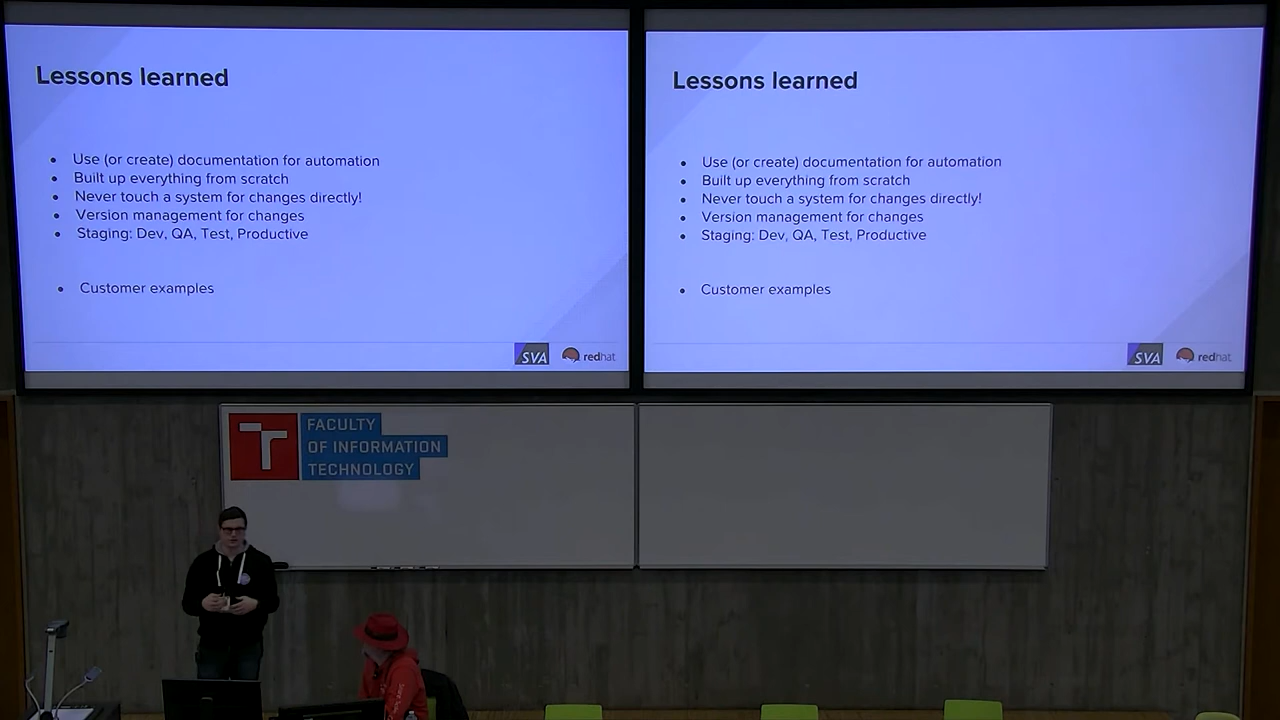 Lessons learned
• Use (or create) documentation for automation
• Built up everything from scratch
• Never touch a system for changes directly!
• Version management for changes
• Staging: Dev, QA, Test, Productive
• Customer examples
SVA redhat
Lessons learned
• Use (or create) documentation for automation
• Built up everything from scratch
• Never touch a system for changes directly!
• Version management for changes
• Staging: Dev, QA, Test, Productive
• Customer examples
SVA redhat
FACULTY
OF INFORMATION
TECHNOLOGY